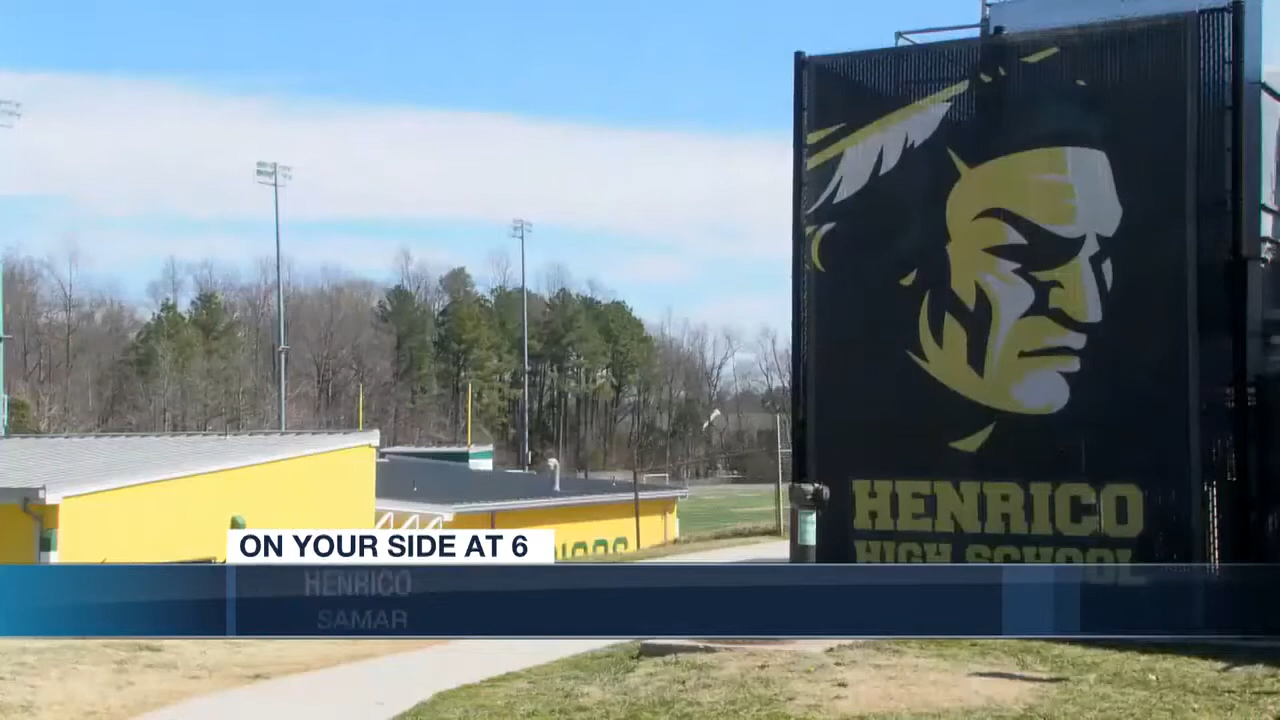 HENRICO
HIGH SCHOOL
ON YOUR SIDE AT 6
HENRICO
SAMAR